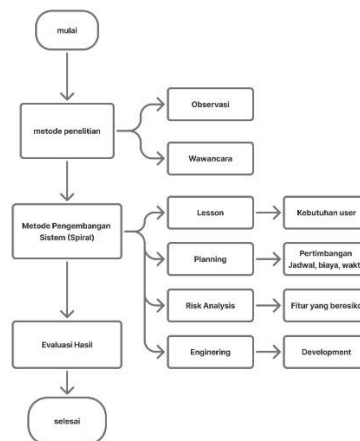 mulai
metode penelitian
Observasi
Wawancara
Metode Pengembangan
Sistem (Spiral)
Lesson
Kebutuhan user
Planning
Pertimbangan
Jadwal, biaya, wakt
Risk Analysis
Fitur yang beresiko
Enginering
Development
Evaluasi Hasil
selesai